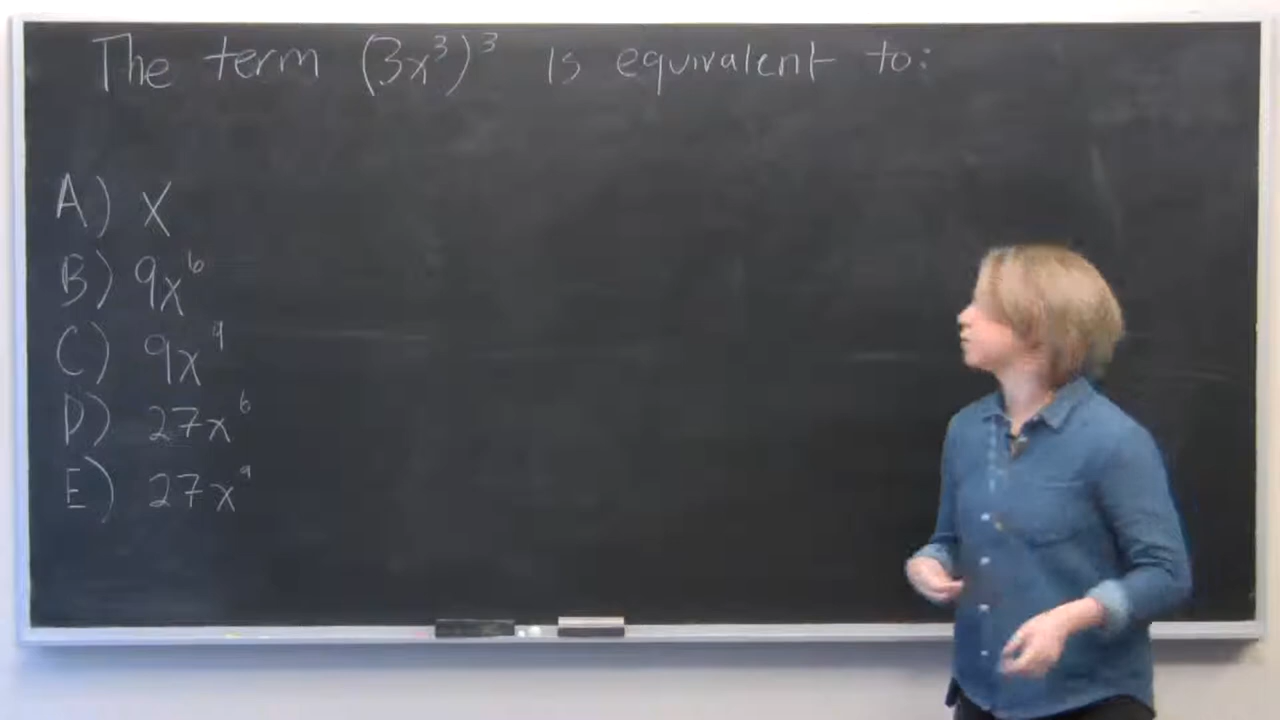 The term (3x³)³ is equivalent to:
A) x
B) 9x⁶
C) 9x⁹
D) 27x⁶
E) 27x⁹